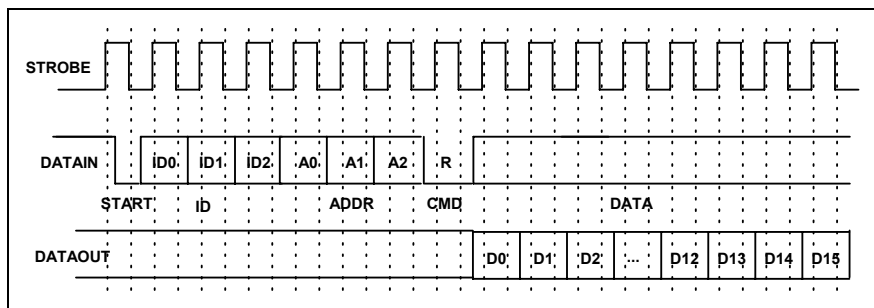 STROBE
DATAIN ID0 ID1 ID2 A0 A1 A2 R
START ID ADDR CMD DATA
DATAOUT D0 D1 D2 ... D12 D13 D14 D15